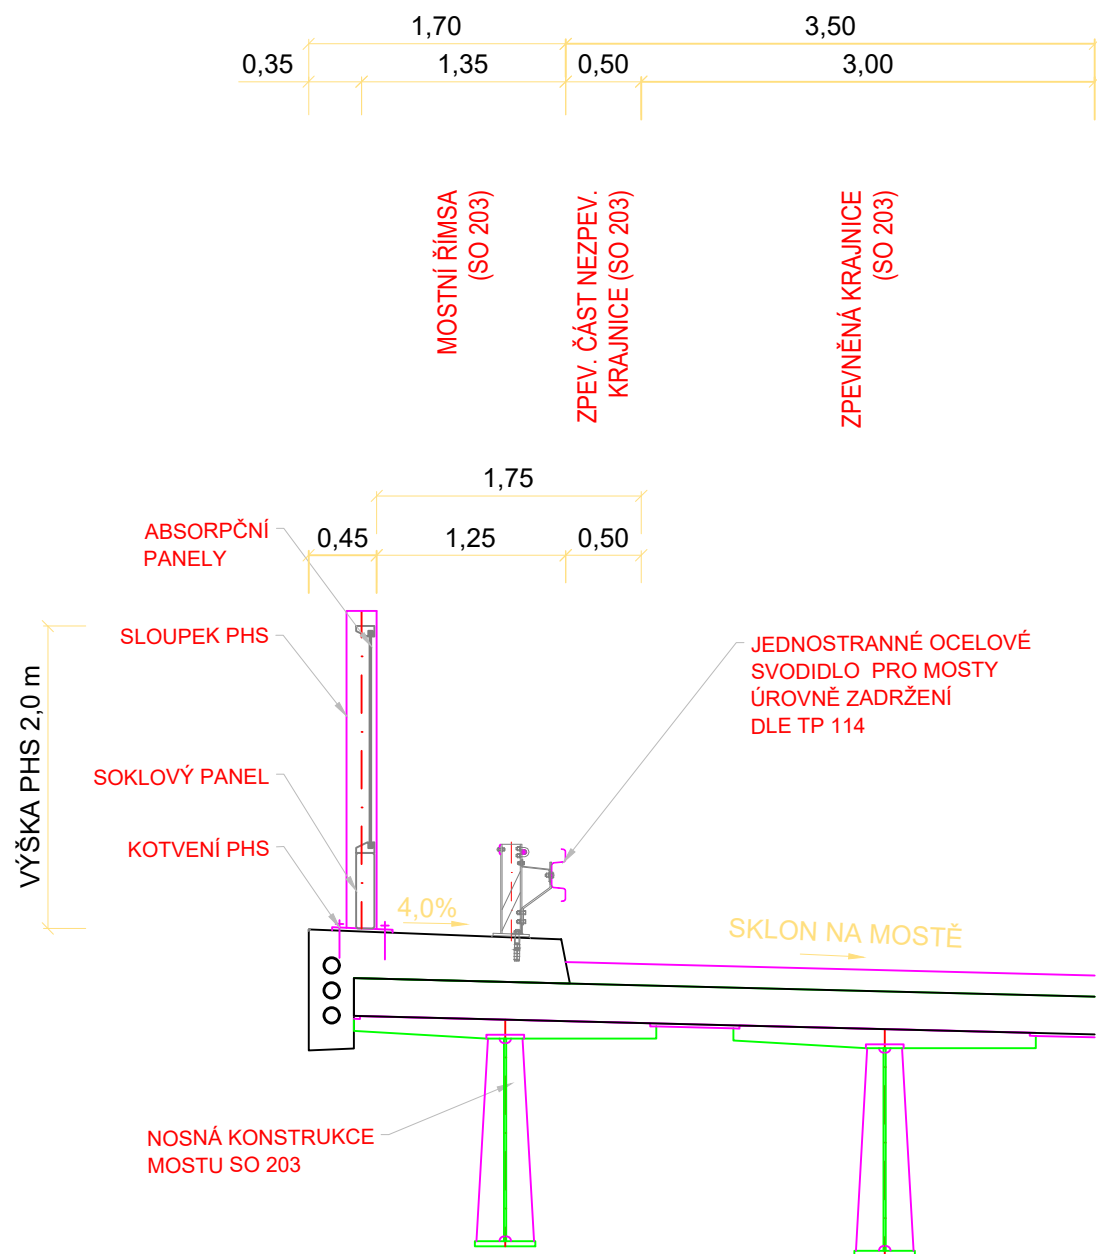 1,70
3,50
0,35
1,35
0,50
3,00
MOSTNÍ ŘÍMSA
(SO 203)
ZPEV. ČÁST NEZPEV.
KRAJNICE (SO 203)
ZPEVNĚNÁ KRAJNICE
(SO 203)
1,75
0,45
1,25
0,50
ABSORPČNÍ
PANELY
SLOUPEK PHS
VÝŠKA PHS 2,0 m
SOKLOVÝ PANEL
KOTVENÍ PHS
JEDNOSTRANNÉ OCELOVÉ
SVODIDLO PRO MOSTY
ÚROVNĚ ZADRŽENÍ
DLE TP 114
4,0%
SKLON NA MOSTĚ
NOSNÁ KONSTRUKCE
MOSTU SO 203